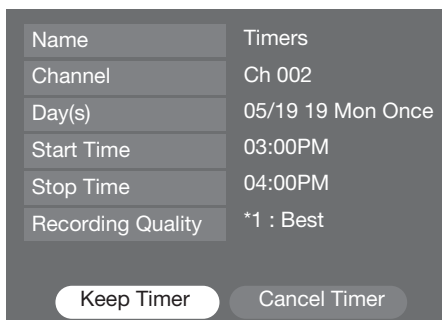 Name Timers
Channel Ch 002
Day(s) 05/19 19 Mon Once
Start Time 03:00PM
Stop Time 04:00PM
Recording Quality *1 : Best
Keep Timer Cancel Timer